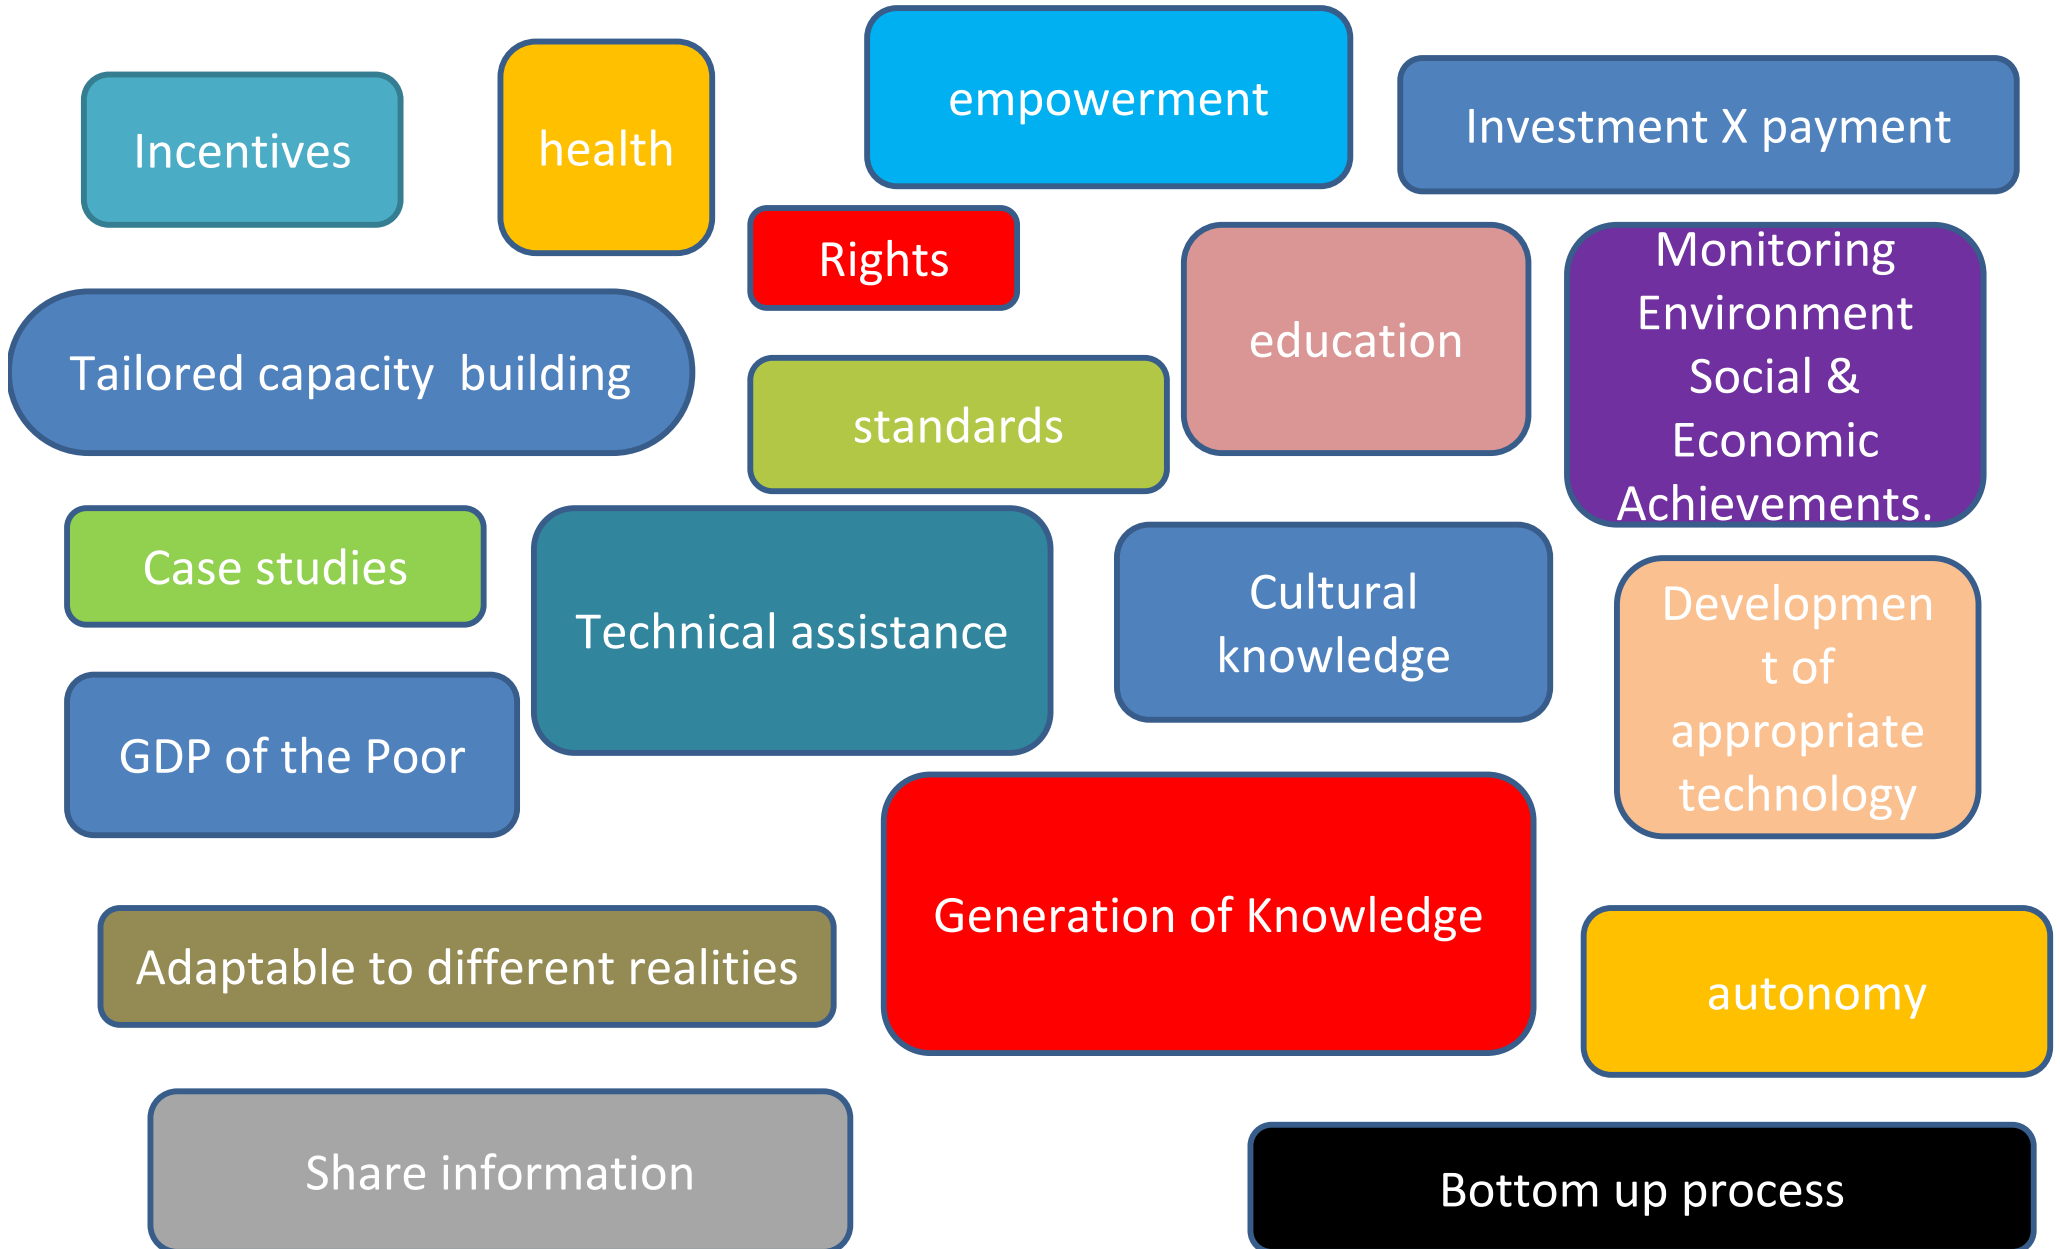 Incentives
health
empowerment
Investment X payment
Rights
education
Monitoring
Environment
Social &
Economic
Achievements.
Tailored capacity  building
standards
Case studies
Technical assistance
Cultural
knowledge
Developmen
t of
appropriate
technology
GDP of the Poor
Generation of Knowledge
Adaptable to different realities
autonomy
Share information
Bottom up process